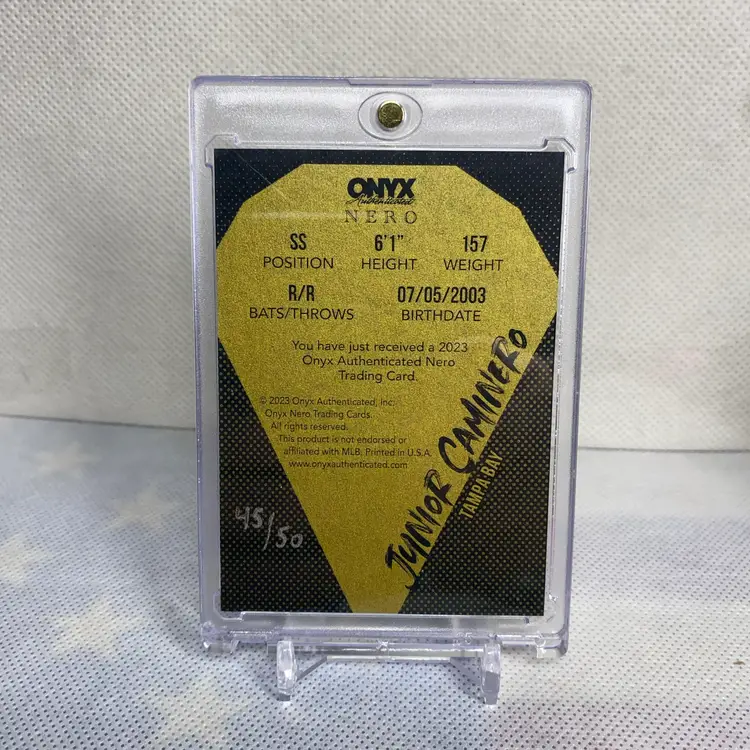 ONYX
Authenticated
NERO
SS 6'1" 157
POSITION HEIGHT WEIGHT
R/R 07/05/2003
BATS/THROWS BIRTHDATE
You have just received a 2023
Onyx Authenticated Nero
Trading Card.
© 2023 Onyx Authenticated, Inc.
Onyx Nero Trading Cards.
All rights reserved.
This product is not endorsed or
affiliated with MLB. Printed in U.S.A.
www.onyxauthenticated.com
JUNIOR CAMINERO
TAMPA BAY
45/50